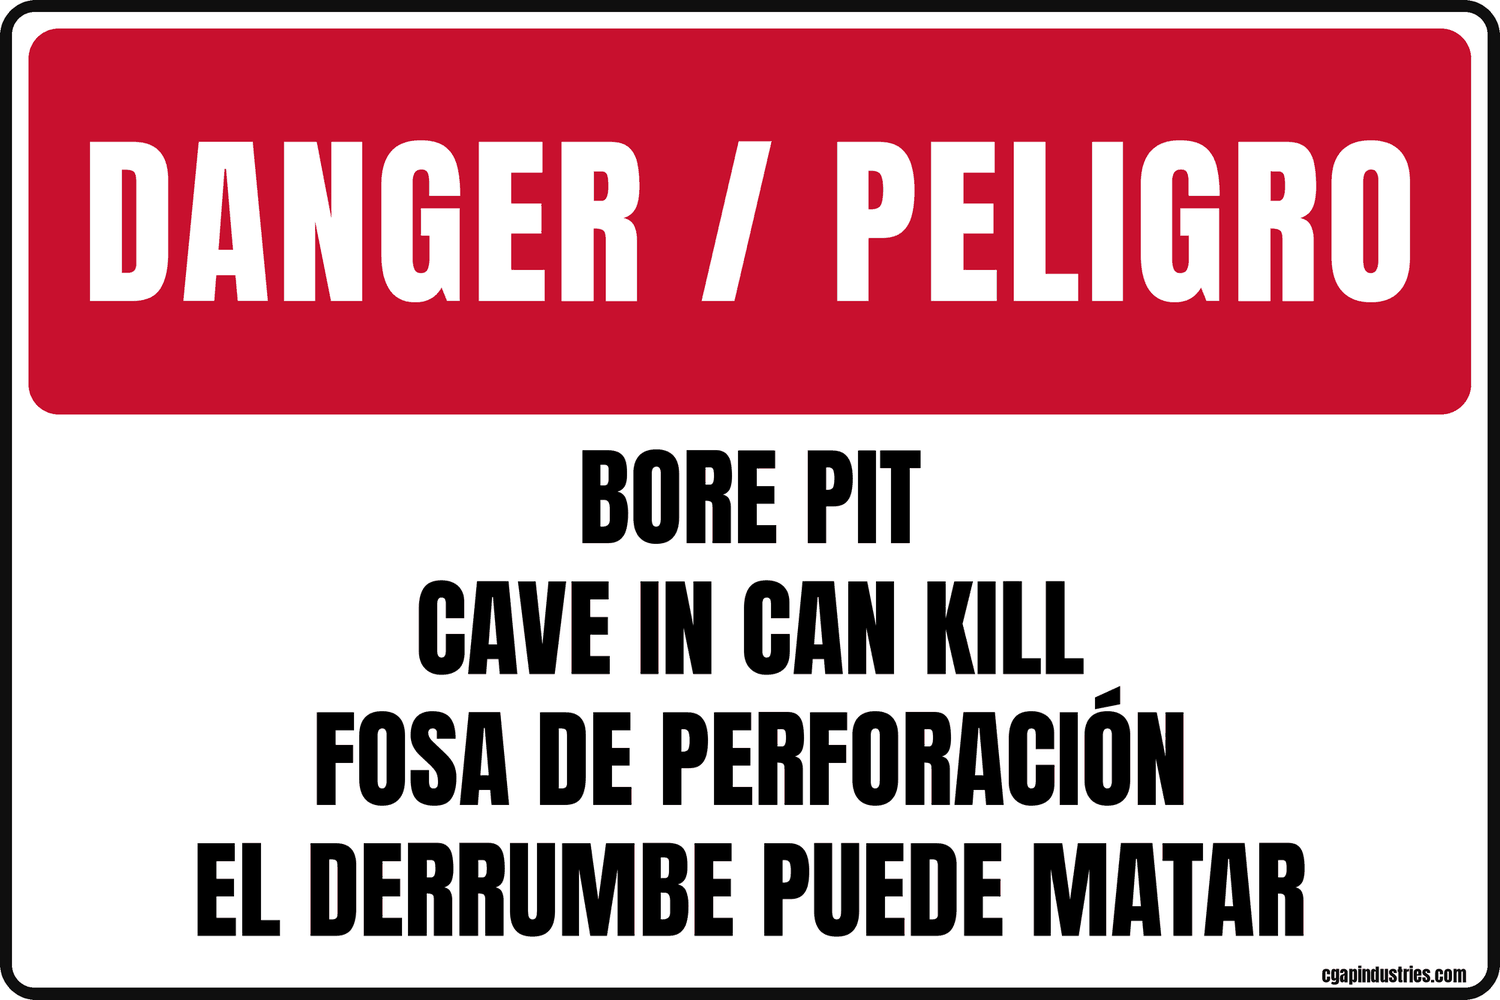 DANGER / PELIGRO
BORE PIT
CAVE IN CAN KILL
FOSA DE PERFORACIÓN
EL DERRUMBE PUEDE MATAR
cgapindustries.com